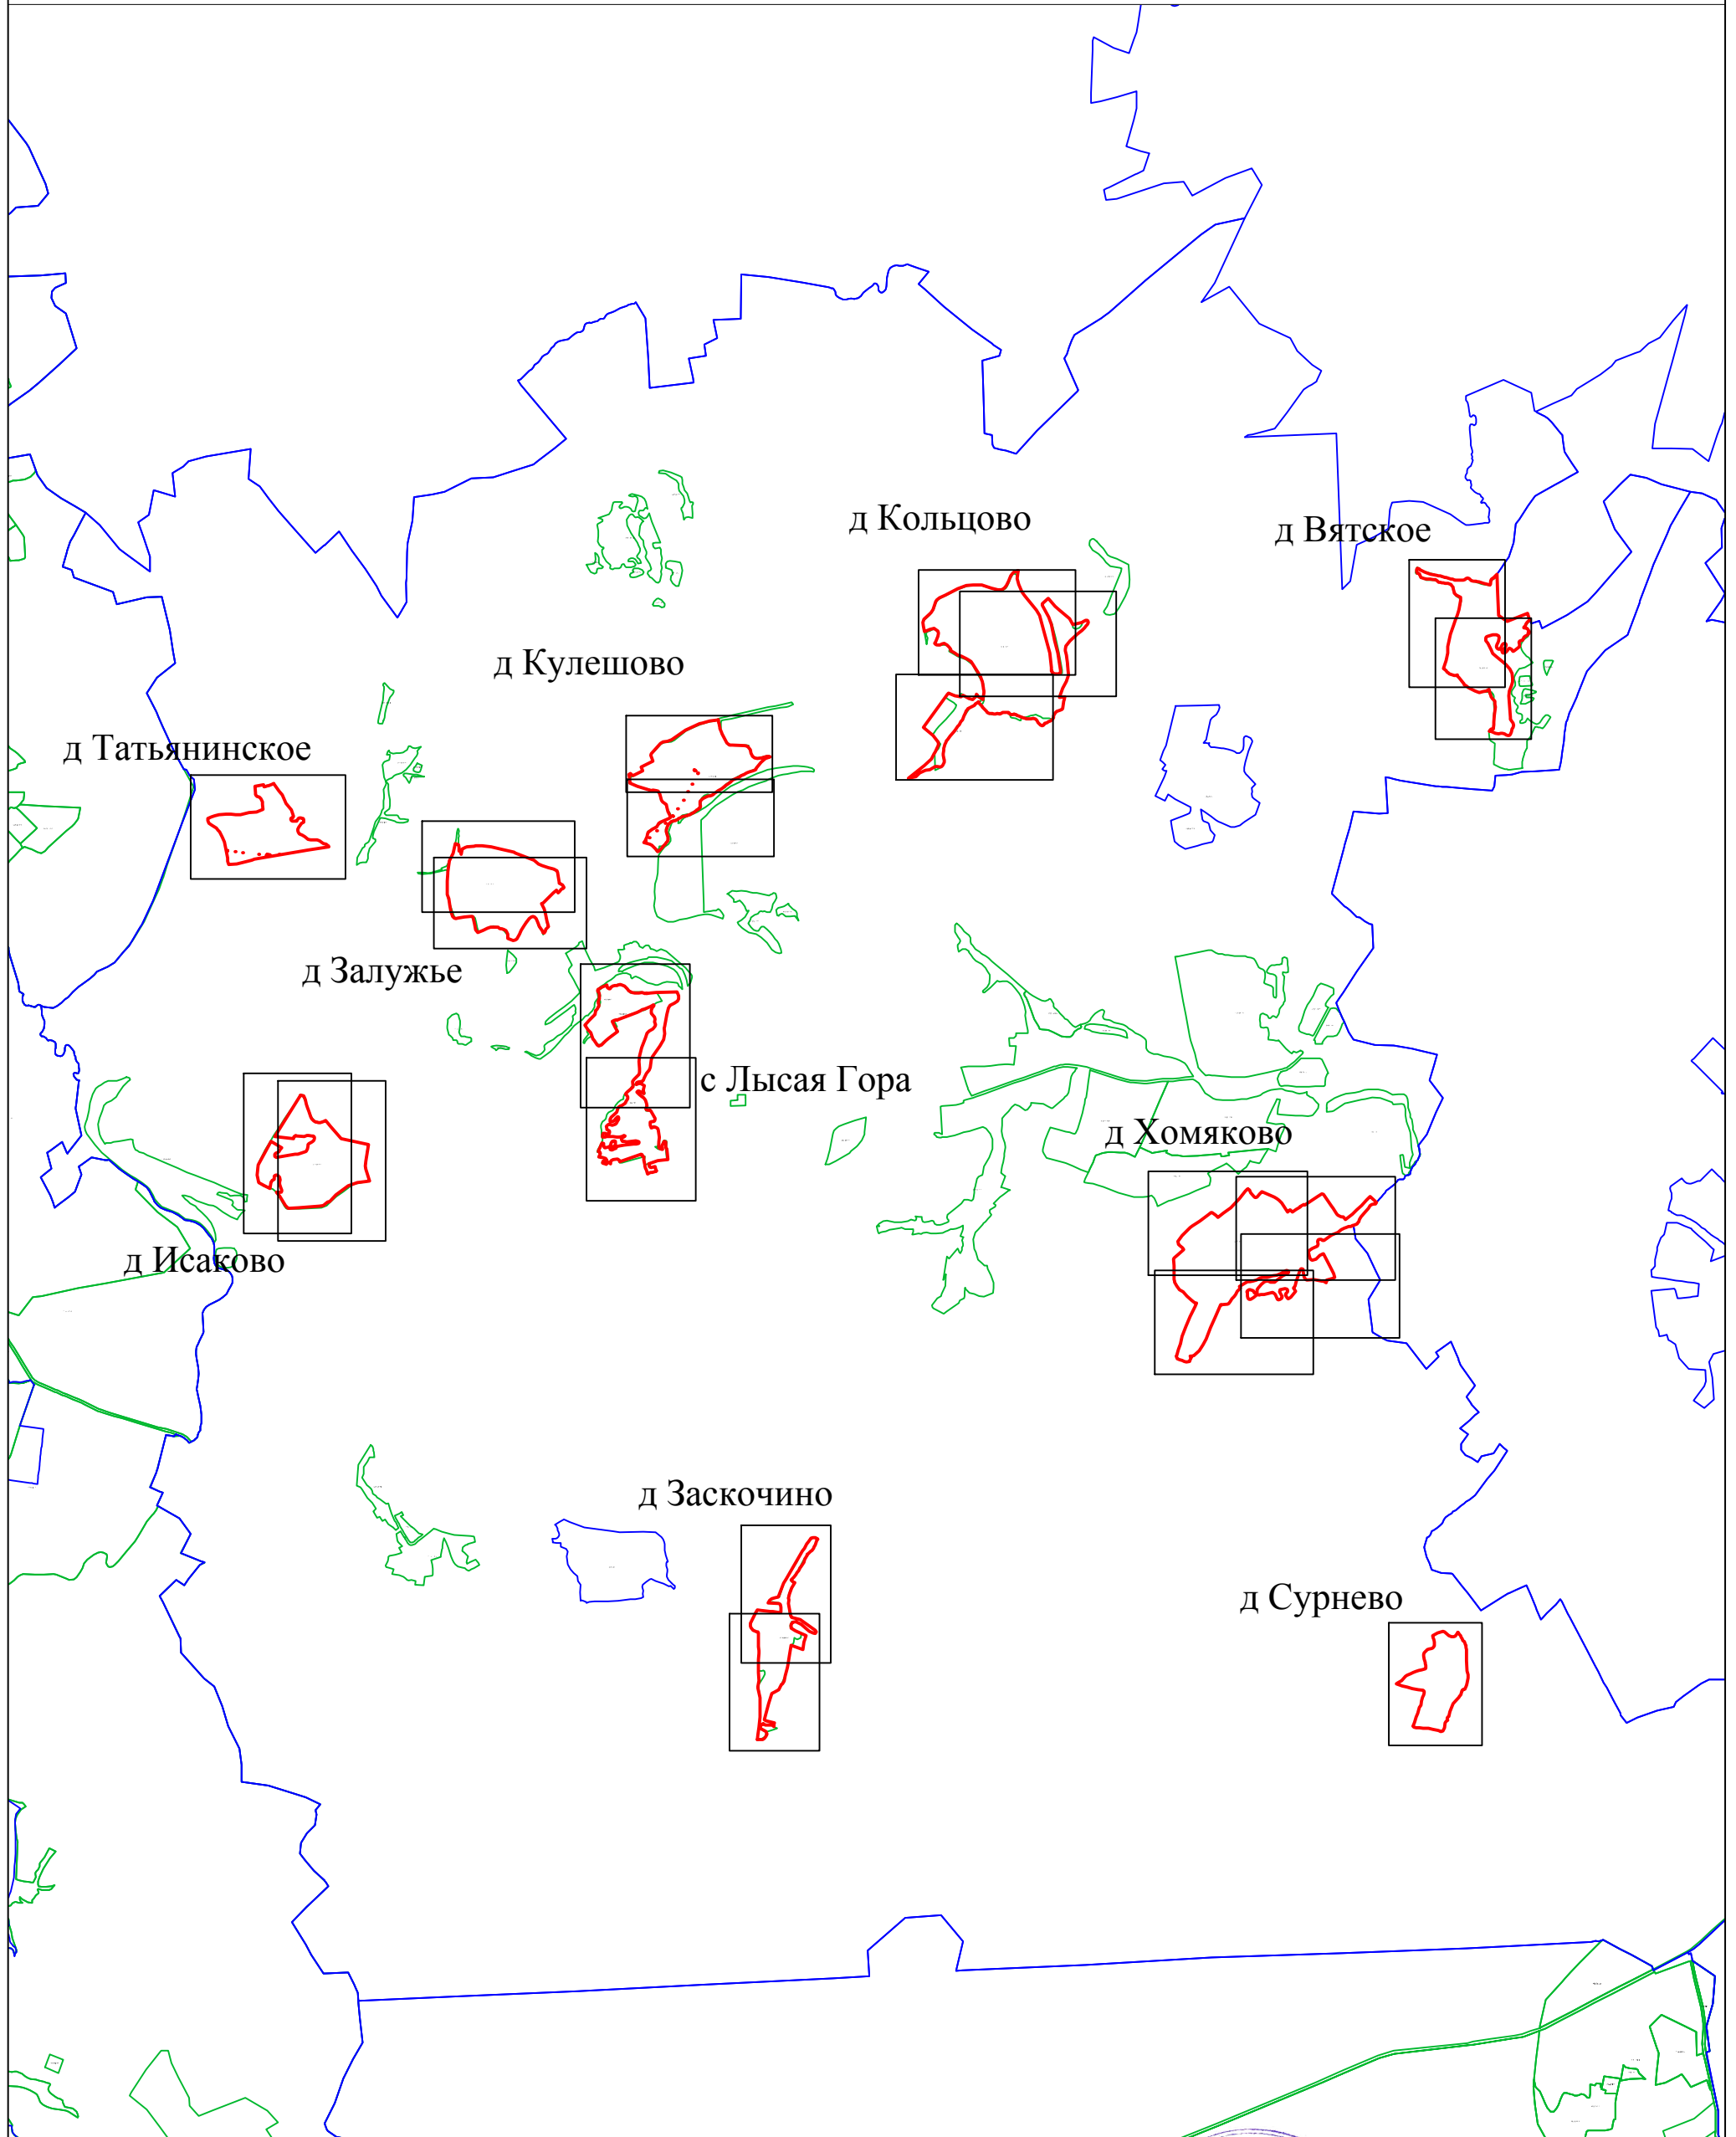 д Кольцово
д Вятское
д Кулешово
д Татьянинское
д Залужье
с Лысая Гора
д Хомяково
д Исаково
д Заскочино
д Сурнево